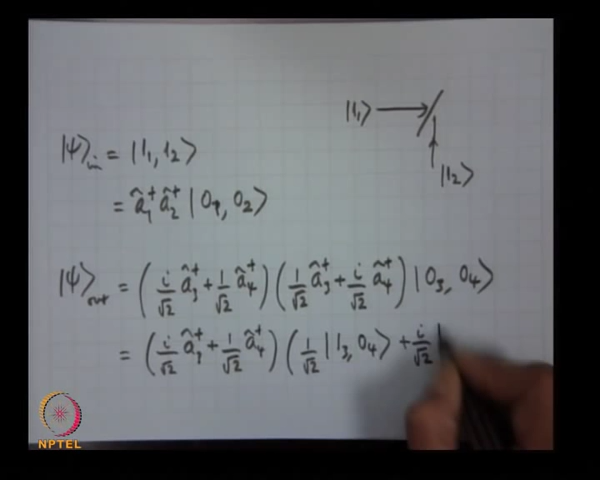 |1₁⟩
|1₂⟩
|ψ⟩ᵢₙ = |1₁, 1₂⟩
= â₁⁺ â₂⁺ |0₁, 0₂⟩
|ψ⟩ₒᵤₜ = (i/√2 â₃⁺ + 1/√2 â₄⁺) (1/√2 â₃⁺ + i/√2 â₄⁺) |0₃, 0₄⟩
= (i/√2 â₃⁺ + 1/√2 â₄⁺) (1/√2 |1₃, 0₄⟩ + i/√2 |
NPTEL